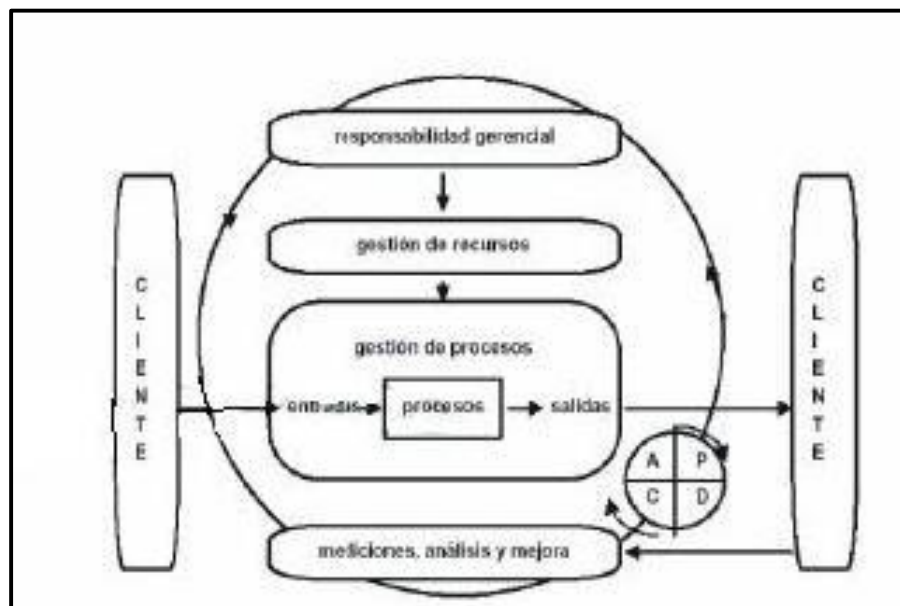 responsabilidad gerencial
gestión de recursos
CLIENTE
gestión de procesos
entradas
procesos
salidas
CLIENTE
A
P
C
D
mediciones, análisis y mejora